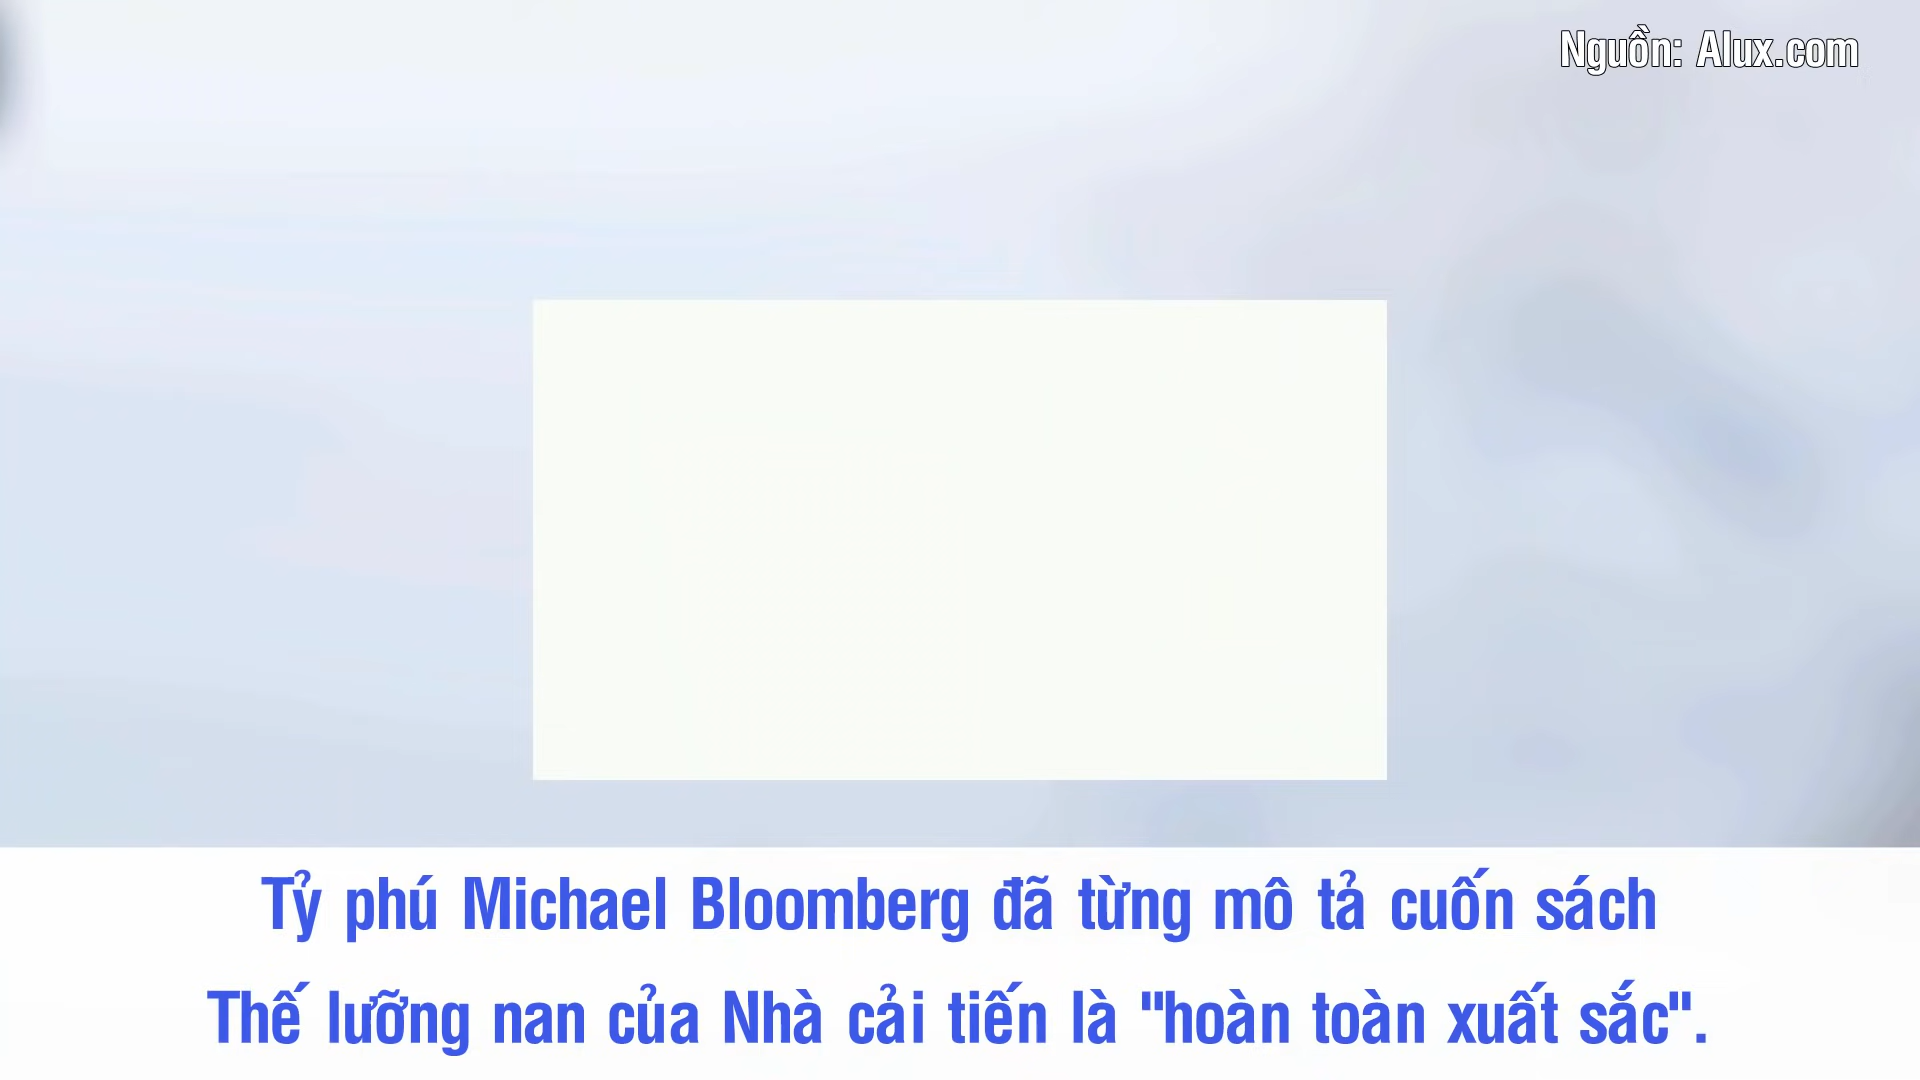 Nguồn: Alux.com
Tỷ phú Michael Bloomberg đã từng mô tả cuốn sách
Thế lưỡng nan của Nhà cải tiến là "hoàn toàn xuất sắc".